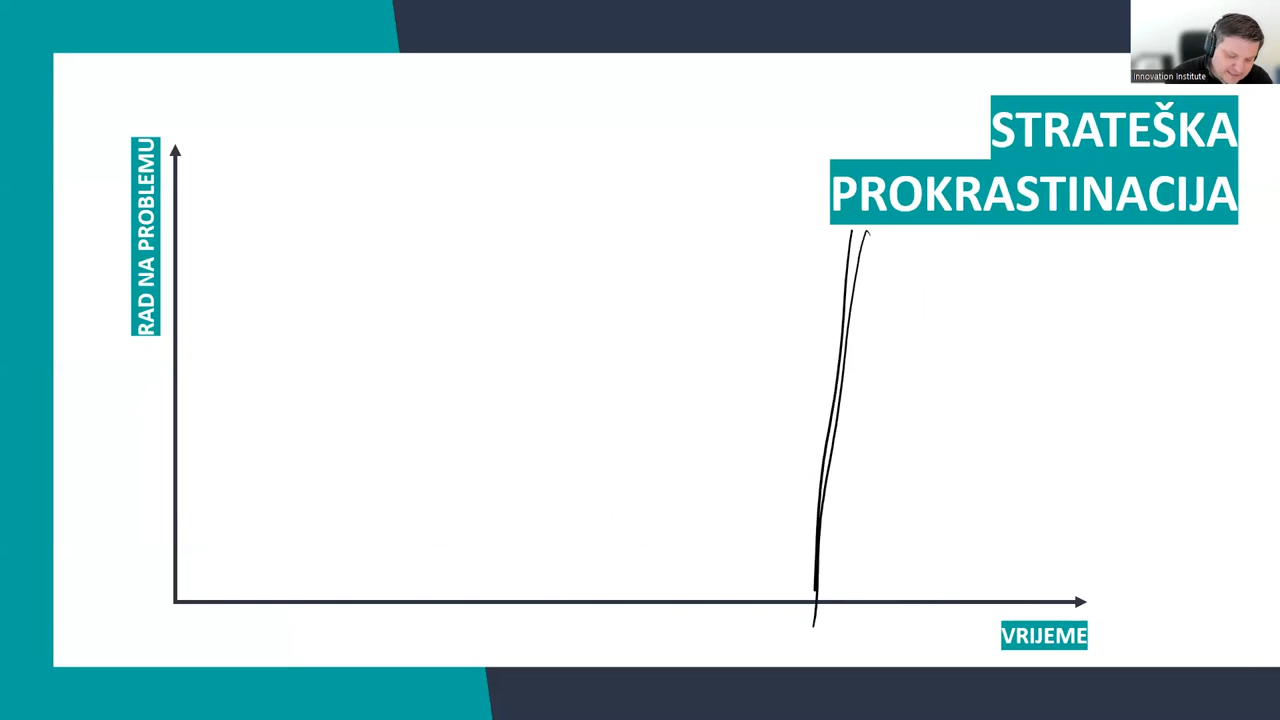 Innovation Institute
STRATEŠKA
PROKRASTINACIJA
RAD NA PROBLEMU
VRIJEME